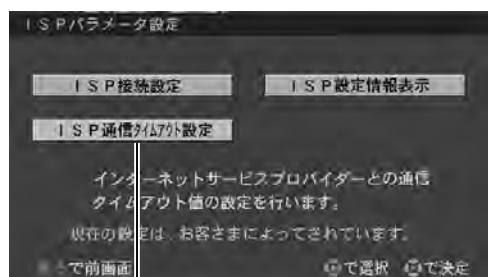 ISPパラメータ設定
ISP接続設定
ISP設定情報表示
ISP通信タイムアウト設定
インターネットサービスプロバイダーとの通信
タイムアウト値の設定を行います。
現在の設定は、お客さまによってされています。
で前画面
で選択
で決定